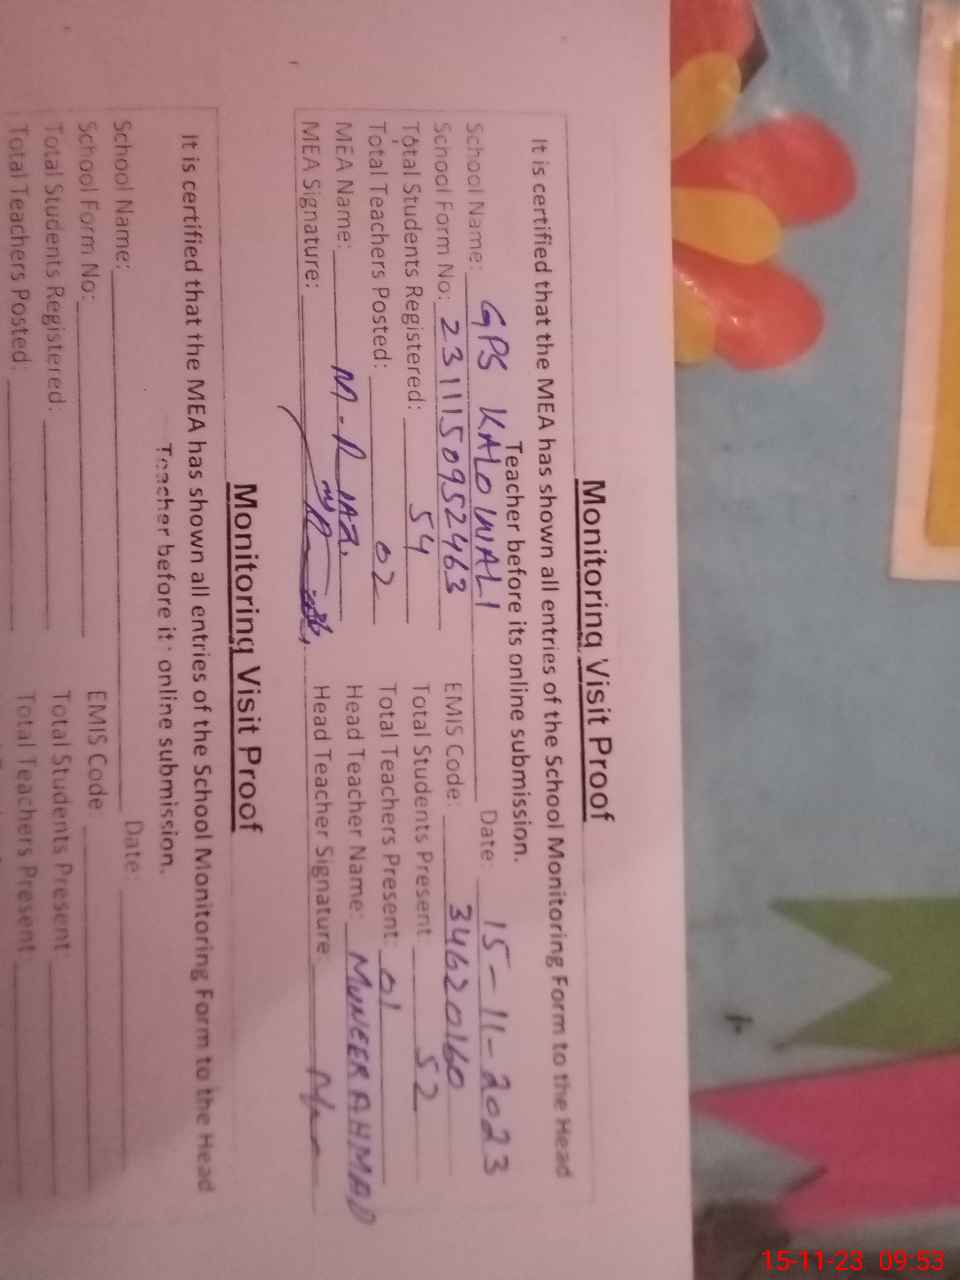 Monitoring Visit Proof
It is certified that the MEA has shown all entries of the School Monitoring Form to the Head
Teacher before its online submission.
School Name: GPS KALOWALI Date: 15-11-2023
School Form No: 2311150952463 EMIS Code: 34620160
Total Students Registered: 54 Total Students Present 52
Total Teachers Posted: 02 Total Teachers Present: 01
MEA Name: M-RIAZ. Head Teacher Name: MUNEER AHMAD
MEA Signature: Head Teacher Signature
Monitoring Visit Proof
It is certified that the MEA has shown all entries of the School Monitoring Form to the Head
Teacher before it: online submission.
School Name: Date:
School Form No: EMIS Code:
Total Students Registered: Total Students Present
Total Teachers Posted: Total Teachers Present
15-11-23 09:53